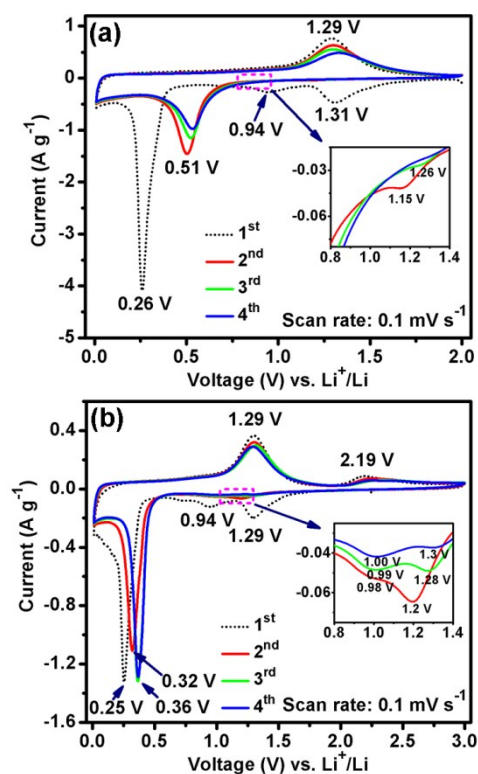 (a)
1.29 V
1
0
-1
-2
-3
-4
-5
Current (A g⁻¹)
0.94 V
1.31 V
0.51 V
0.26 V
-0.03
-0.06
1.26 V
1.15 V
0.8 1.0 1.2 1.4
1ˢᵗ
2ⁿᵈ
3ʳᵈ
4ᵗʰ
Scan rate: 0.1 mV s⁻¹
0.0 0.5 1.0 1.5 2.0
Voltage (V) vs. Li⁺/Li
(b)
1.29 V
2.19 V
0.4
0.0
-0.4
-0.8
-1.2
-1.6
Current (A g⁻¹)
0.94 V
1.29 V
-0.04
-0.06
1.00 V
0.99 V
0.98 V
1.3 V
1.28 V
1.2 V
0.8 1.0 1.2 1.4
0.32 V
0.25 V
0.36 V
1ˢᵗ
2ⁿᵈ
3ʳᵈ
4ᵗʰ
Scan rate: 0.1 mV s⁻¹
0.0 0.5 1.0 1.5 2.0 2.5 3.0
Voltage (V) vs. Li⁺/Li